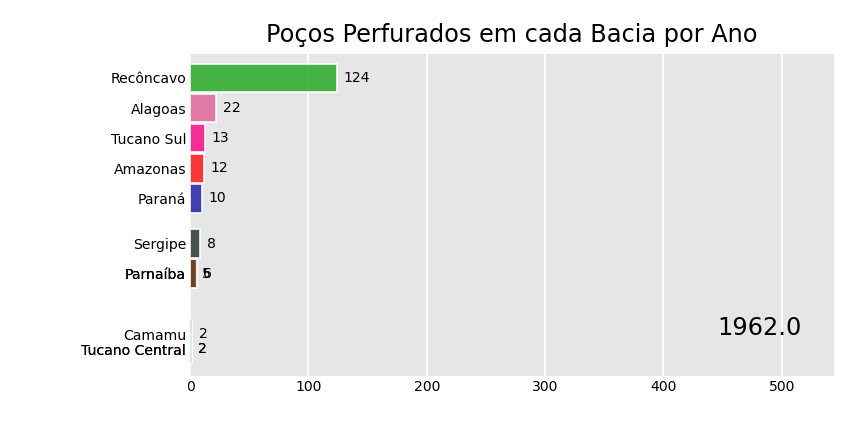 Poços Perfurados em cada Bacia por Ano
Recôncavo 124
Alagoas 22
Tucano Sul 13
Amazonas 12
Paraná 10
Sergipe 8
Parnaíba
Camamu 2
1962.0
Tucano Central 2
0 100 200 300 400 500